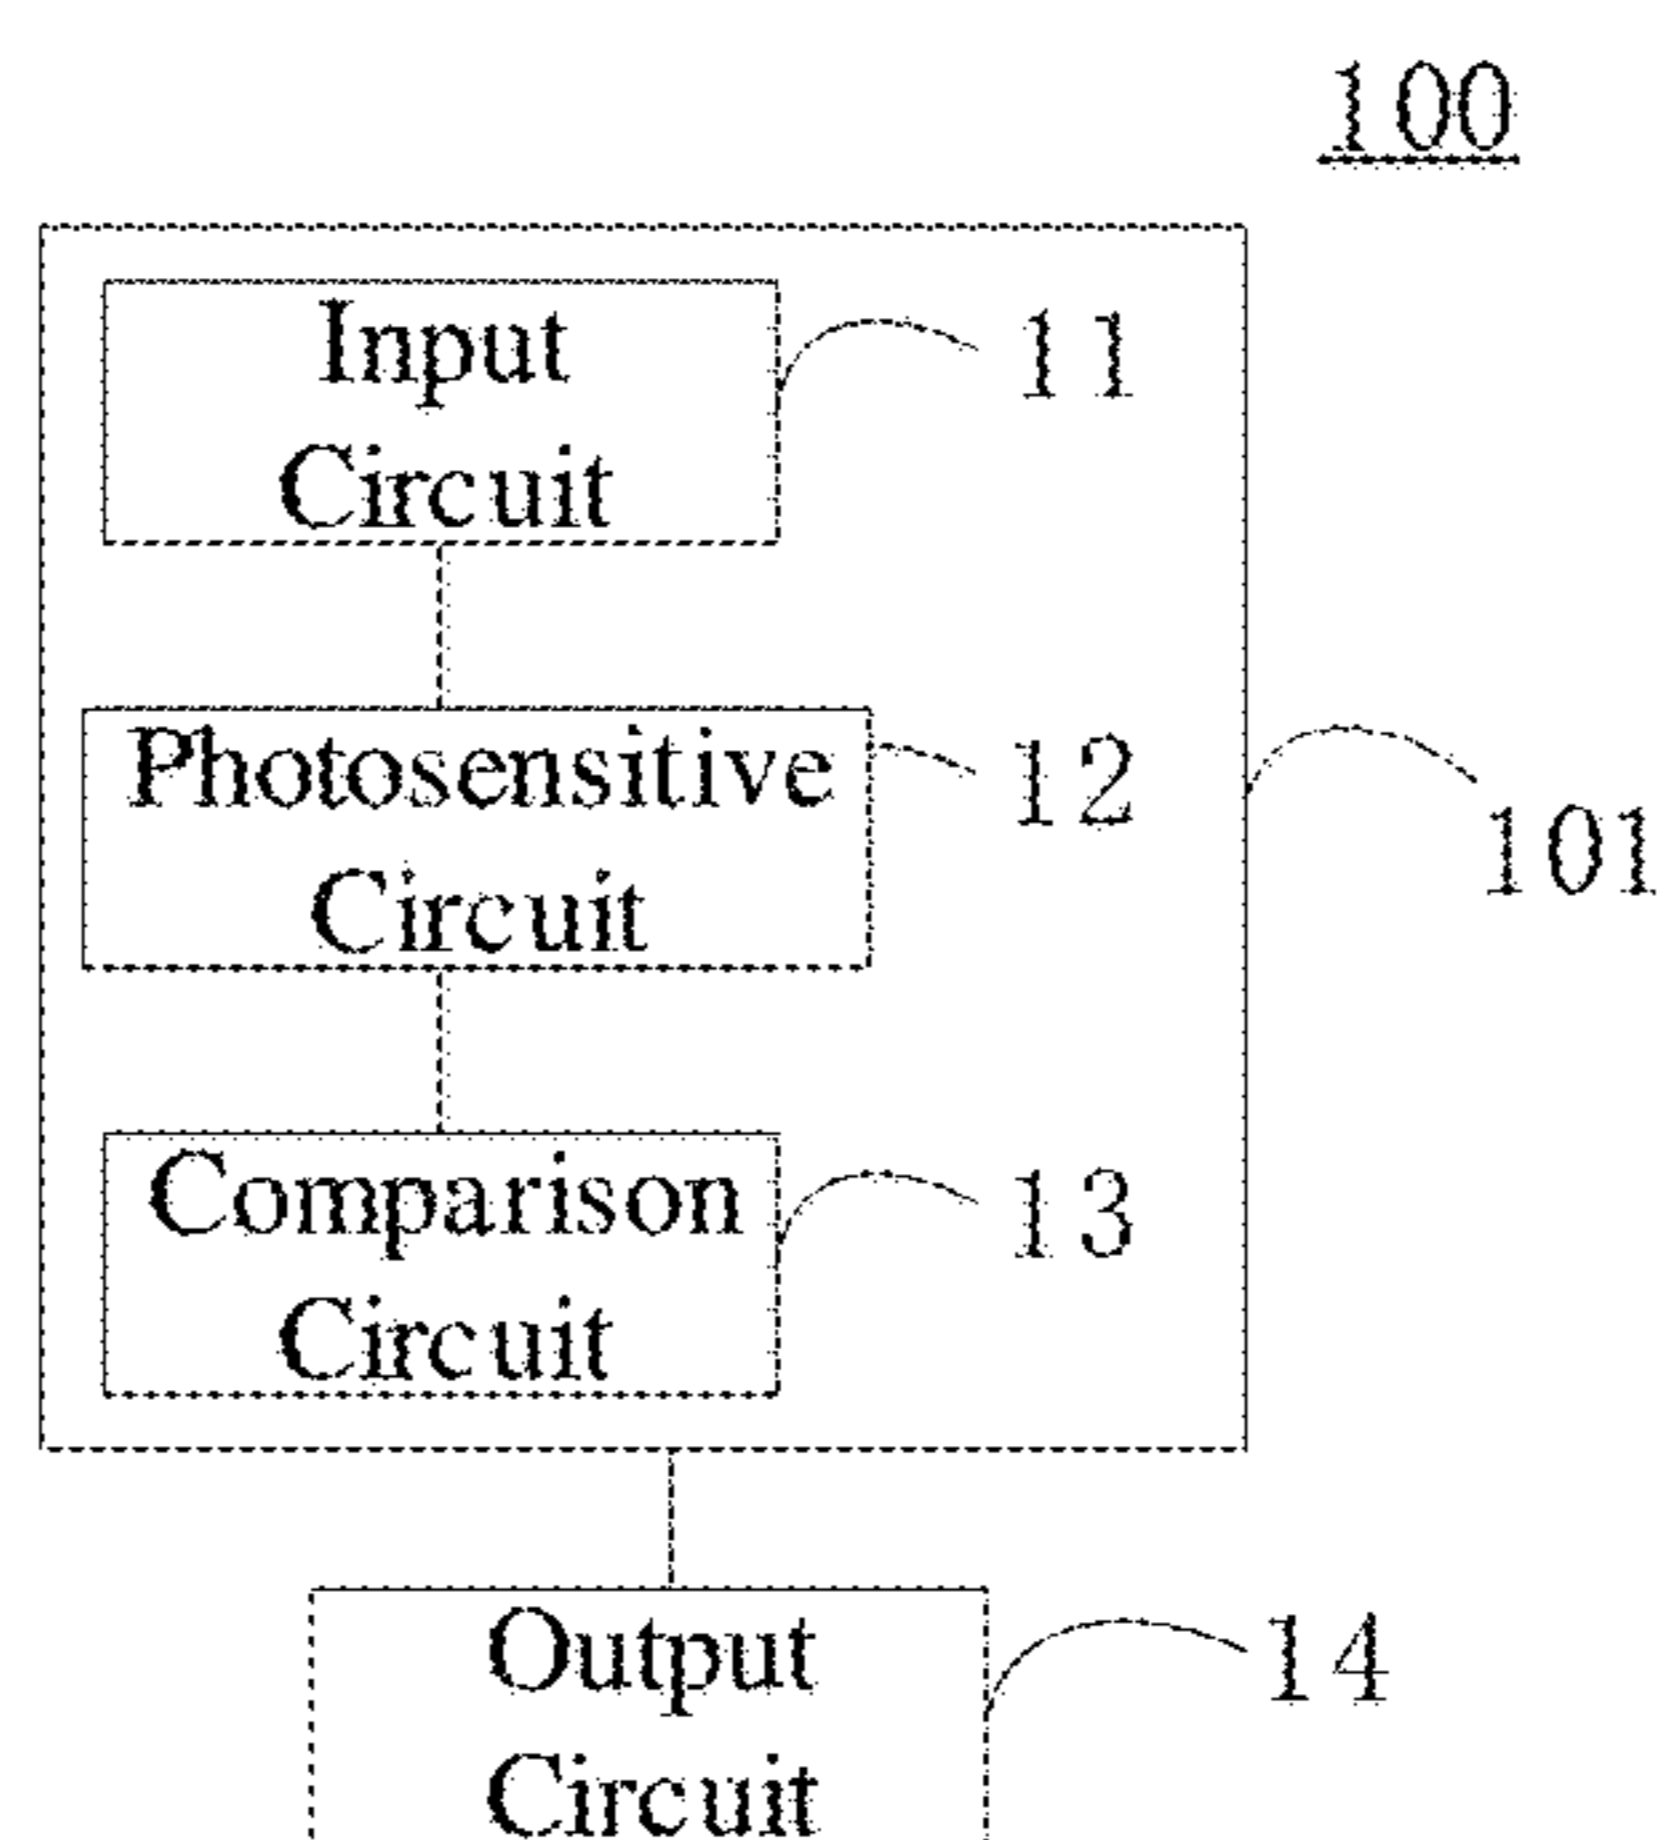 100
Input
Circuit
11
Photosensitive
Circuit
12
101
Comparison
Circuit
13
Output
Circuit
14